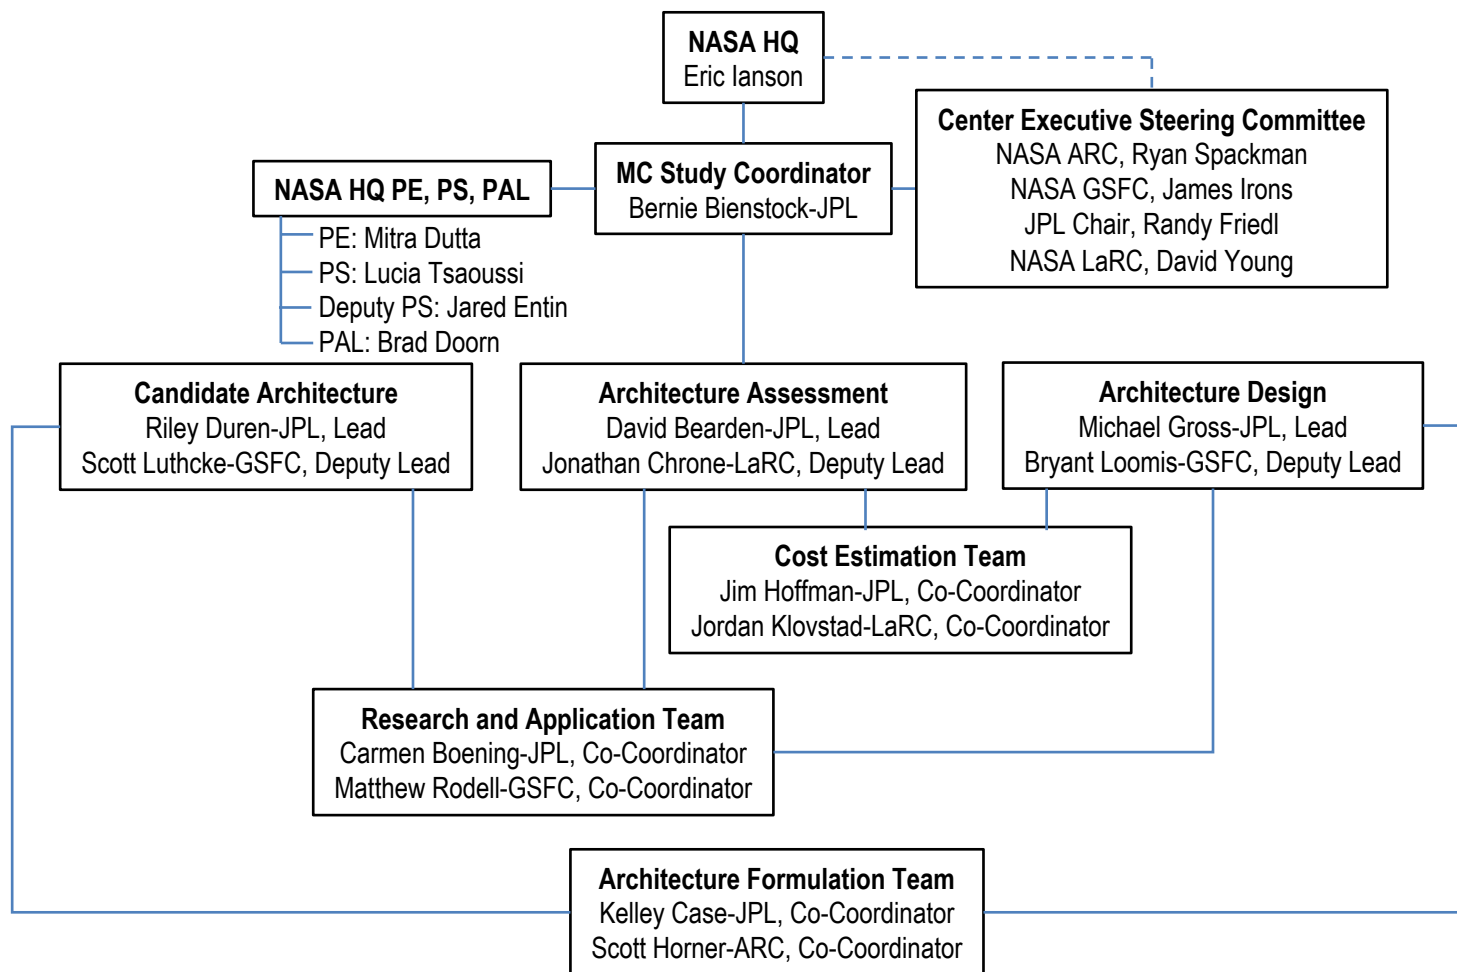 NASA HQ
Eric Ianson
Center Executive Steering Committee
NASA ARC, Ryan Spackman
NASA GSFC, James Irons
JPL Chair, Randy Friedl
NASA LaRC, David Young
MC Study Coordinator
Bernie Bienstock-JPL
NASA HQ PE, PS, PAL
PE: Mitra Dutta
PS: Lucia Tsaoussi
Deputy PS: Jared Entin
PAL: Brad Doorn
Candidate Architecture
Riley Duren-JPL, Lead
Scott Luthcke-GSFC, Deputy Lead
Architecture Assessment
David Bearden-JPL, Lead
Jonathan Chrone-LaRC, Deputy Lead
Architecture Design
Michael Gross-JPL, Lead
Bryant Loomis-GSFC, Deputy Lead
Cost Estimation Team
Jim Hoffman-JPL, Co-Coordinator
Jordan Klovstad-LaRC, Co-Coordinator
Research and Application Team
Carmen Boening-JPL, Co-Coordinator
Matthew Rodell-GSFC, Co-Coordinator
Architecture Formulation Team
Kelley Case-JPL, Co-Coordinator
Scott Horner-ARC, Co-Coordinator